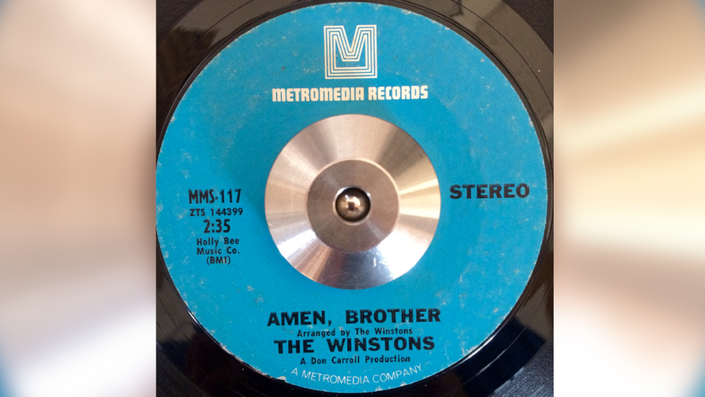 M
METROMEDIA RECORDS
MMS-117
ZTS 144399
2:35
Holly Bee
Music Co.
(BMI)
STEREO
AMEN, BROTHER
Arranged by The Winstons
THE WINSTONS
A Don Carroll Production
A METROMEDIA COMPANY